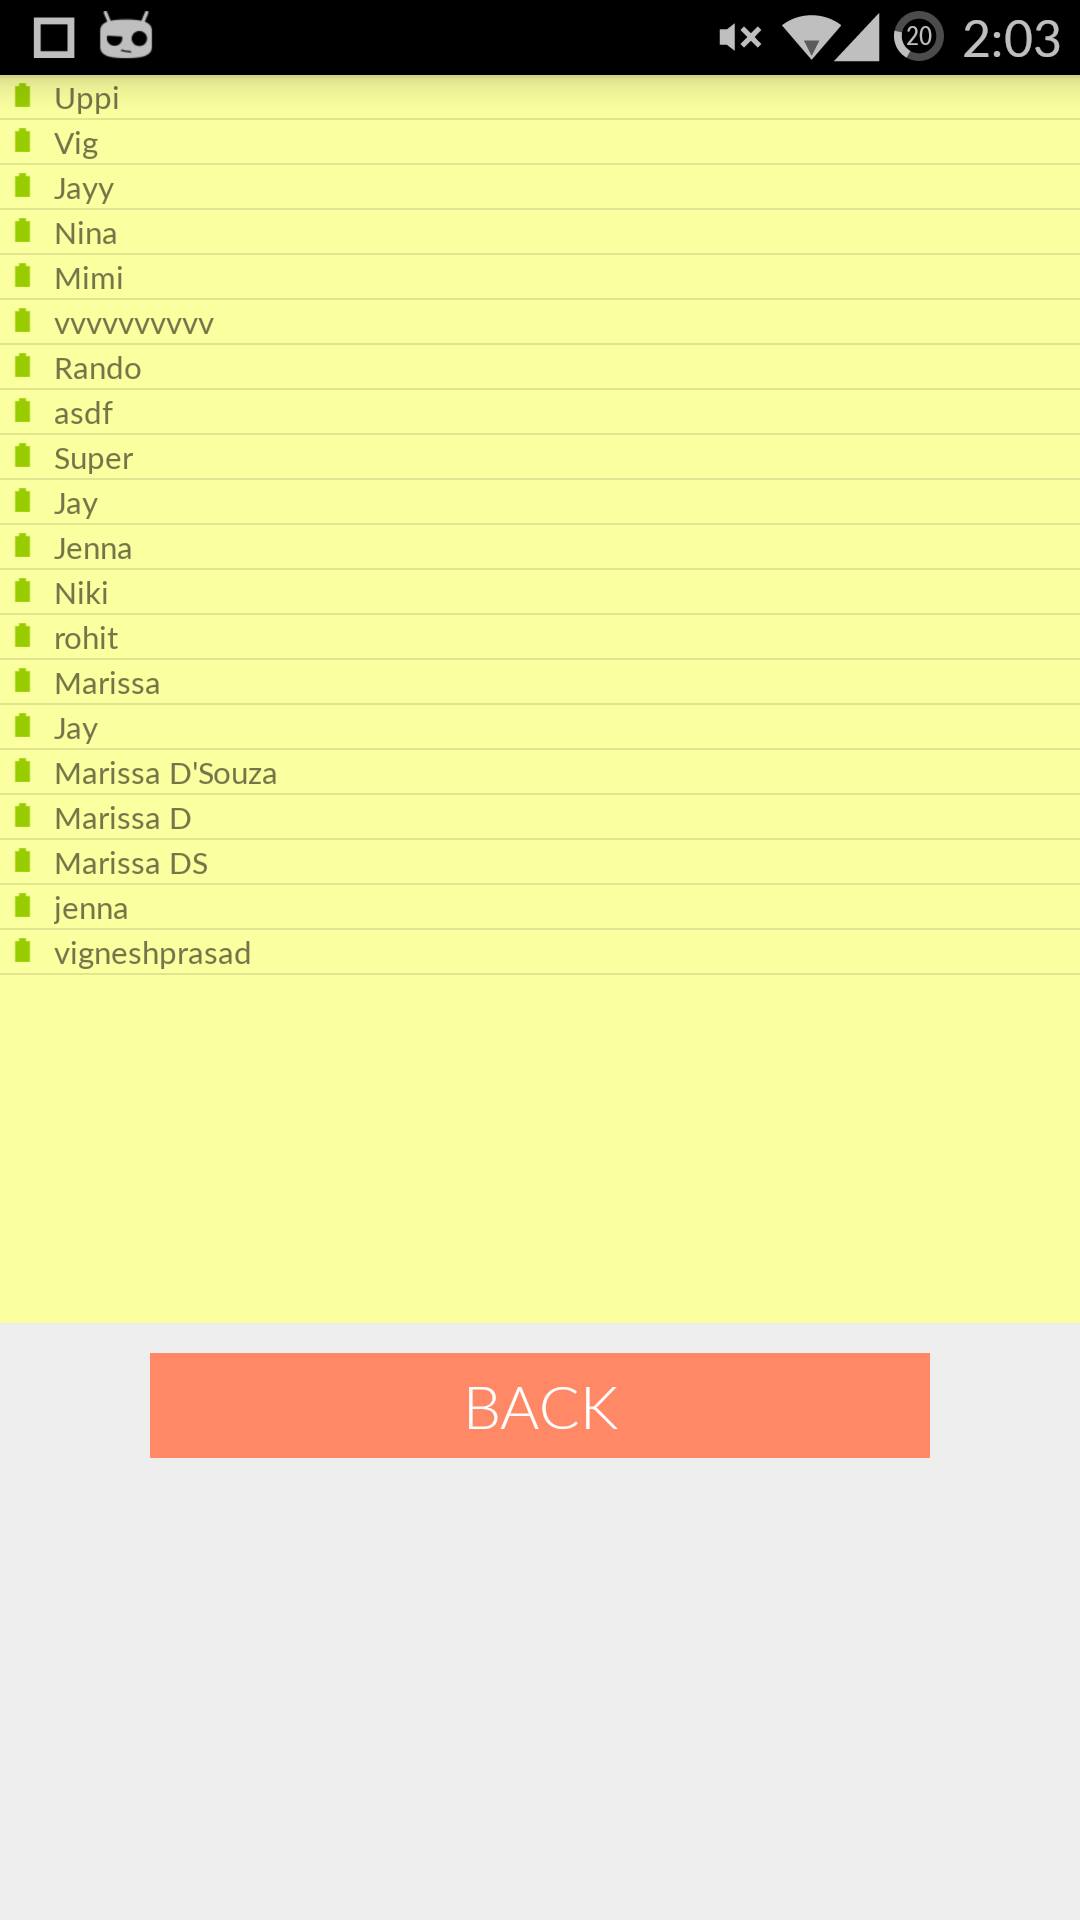 20 2:03
Uppi
Vig
Jayy
Nina
Mimi
vvvvvvvvvv
Rando
asdf
Super
Jay
Jenna
Niki
rohit
Marissa
Jay
Marissa D'Souza
Marissa D
Marissa DS
jenna
vigneshprasad
BACK